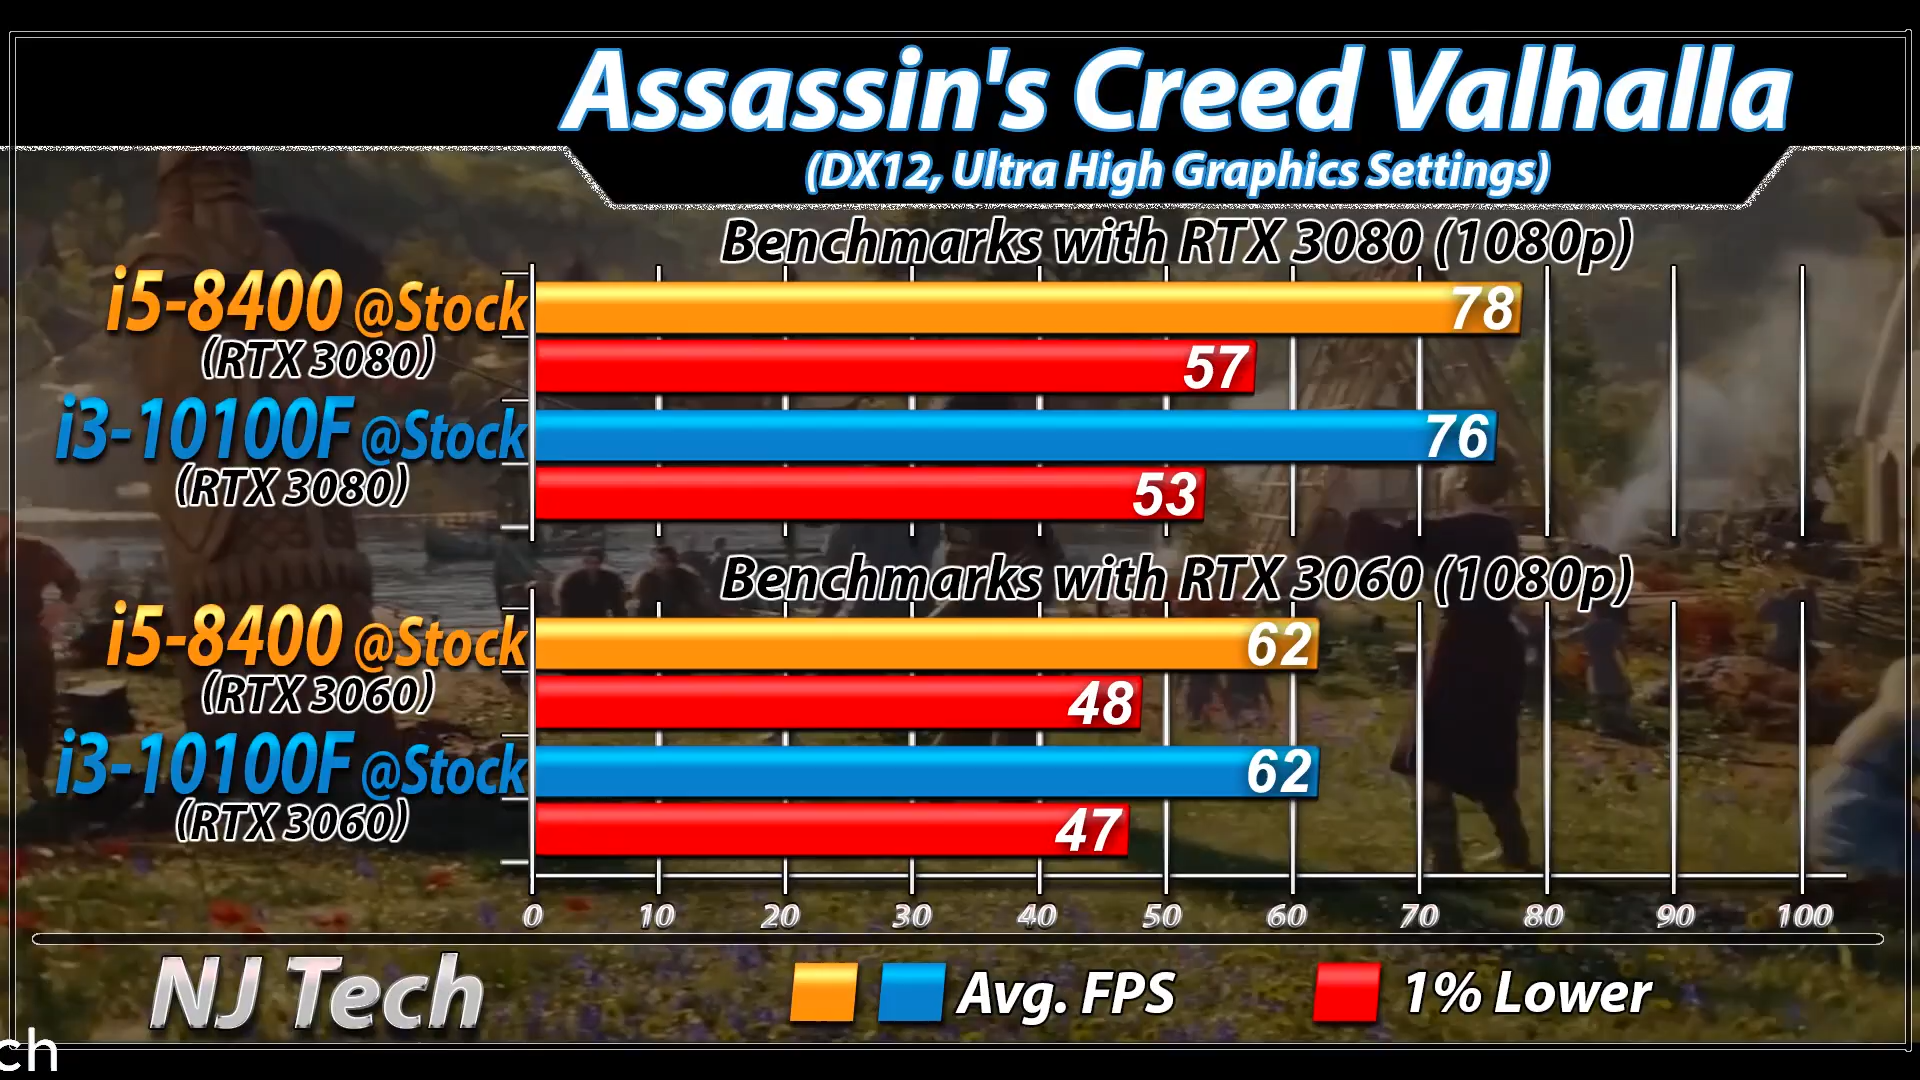 Assassin's Creed Valhalla
(DX12, Ultra High Graphics Settings)
Benchmarks with RTX 3080 (1080p)
i5-8400 @Stock
78
(RTX 3080)
57
i3-10100F @Stock
76
(RTX 3080)
53
Benchmarks with RTX 3060 (1080p)
i5-8400 @Stock
62
(RTX 3060)
48
i3-10100F @Stock
62
(RTX 3060)
47
0 10 20 30 40 50 60 70 80 90 100
NJ Tech
Avg. FPS
1% Lower
ch